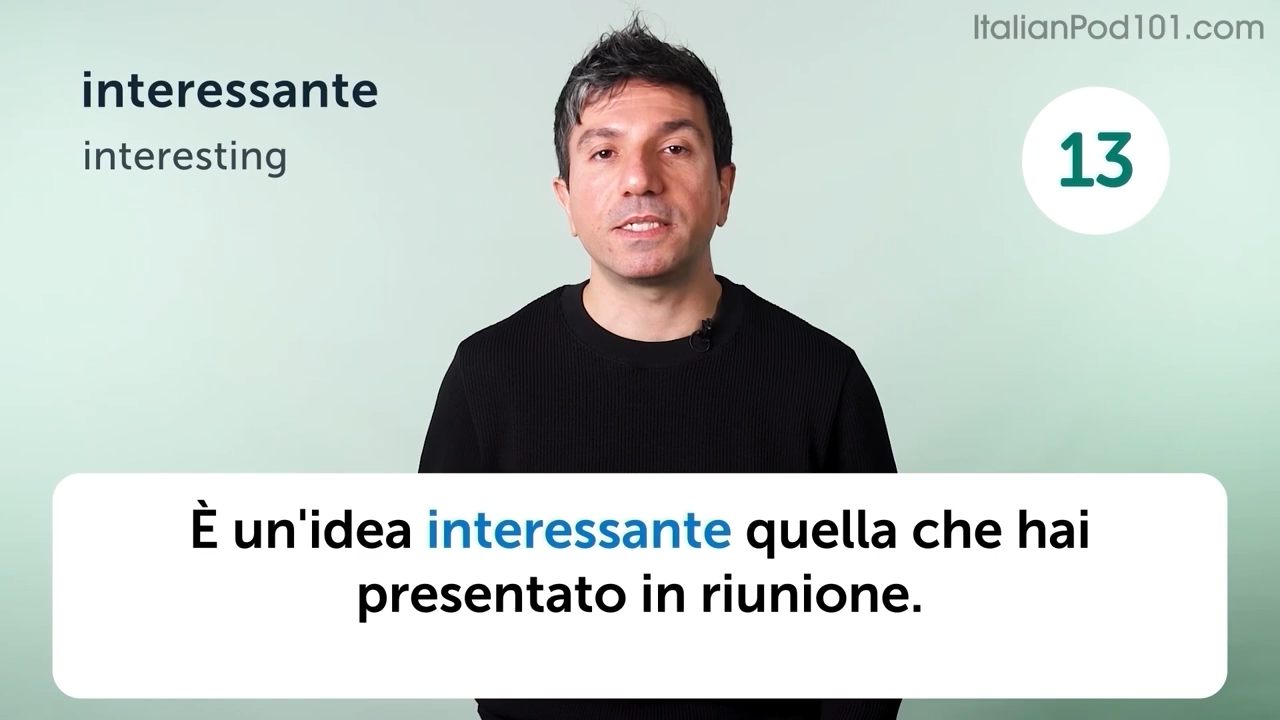 ItalianPod101.com
interessante
interesting
13
È un'idea interessante quella che hai
presentato in riunione.